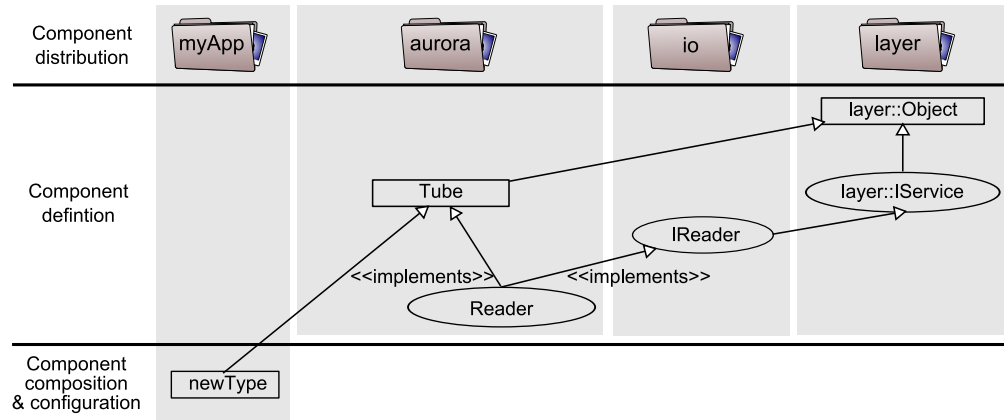 Component
distribution
myApp
aurora
io
layer
Component
defintion
layer::Object
Tube
layer::IService
IReader
<<implements>>
<<implements>>
Reader
Component
composition
& configuration
newType